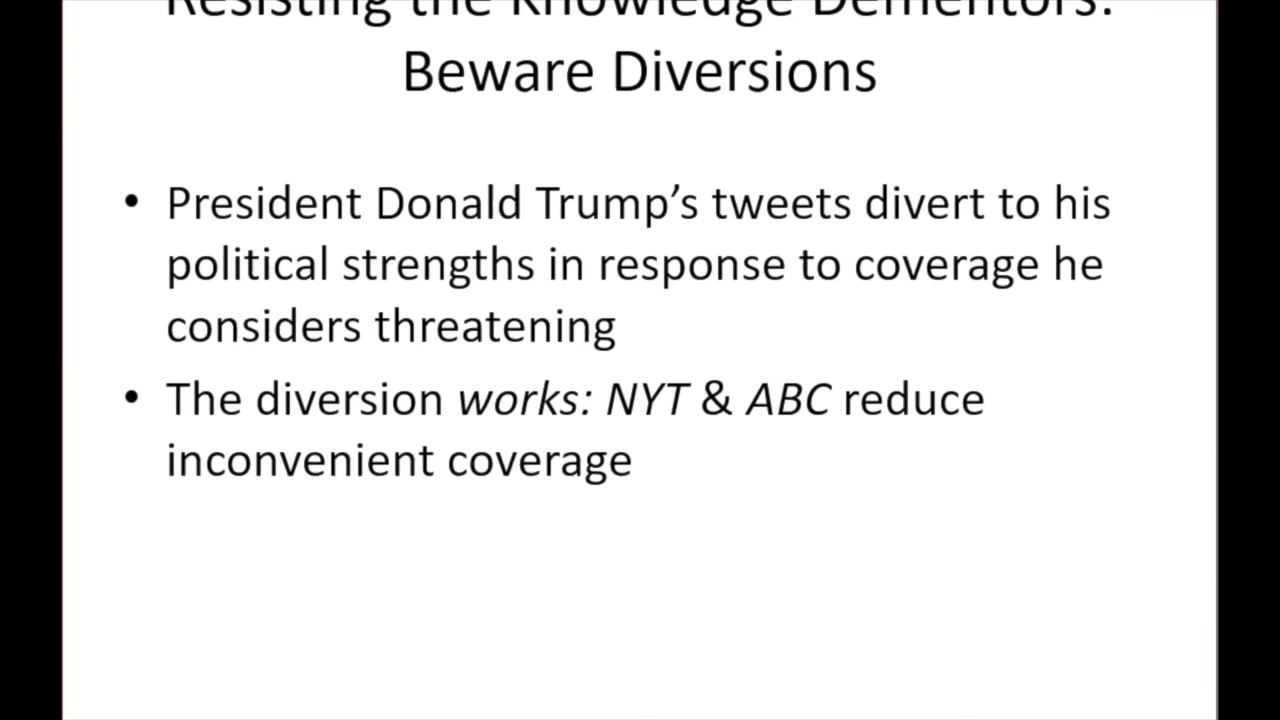 Resisting the Knowledge Dementors:
Beware Diversions
• President Donald Trump’s tweets divert to his
political strengths in response to coverage he
considers threatening
• The diversion works: NYT & ABC reduce
inconvenient coverage